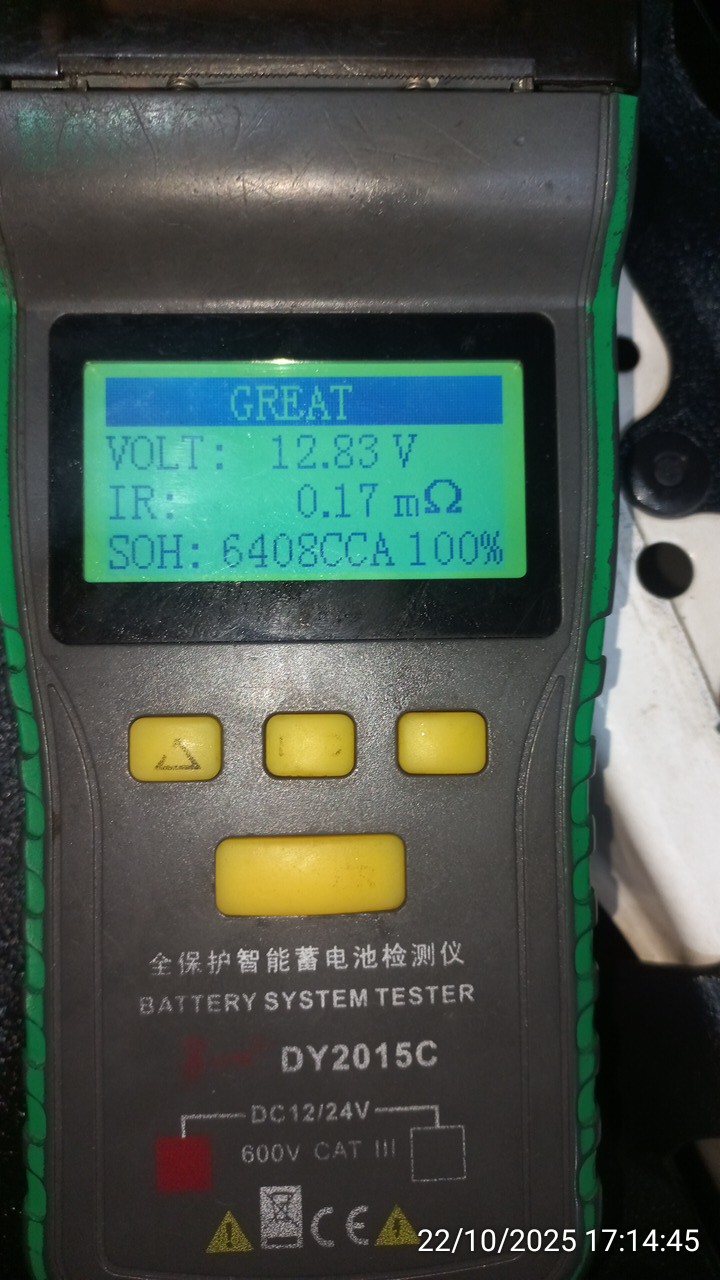 GREAT
VOLT: 12.83 V
IR: 0.17 mΩ
SOH: 6408CCA 100%
全保护智能蓄电池检测仪
BATTERY SYSTEM TESTER
DY2015C
DC12/24V
600V CAT III
CE
22/10/2025 17:14:45